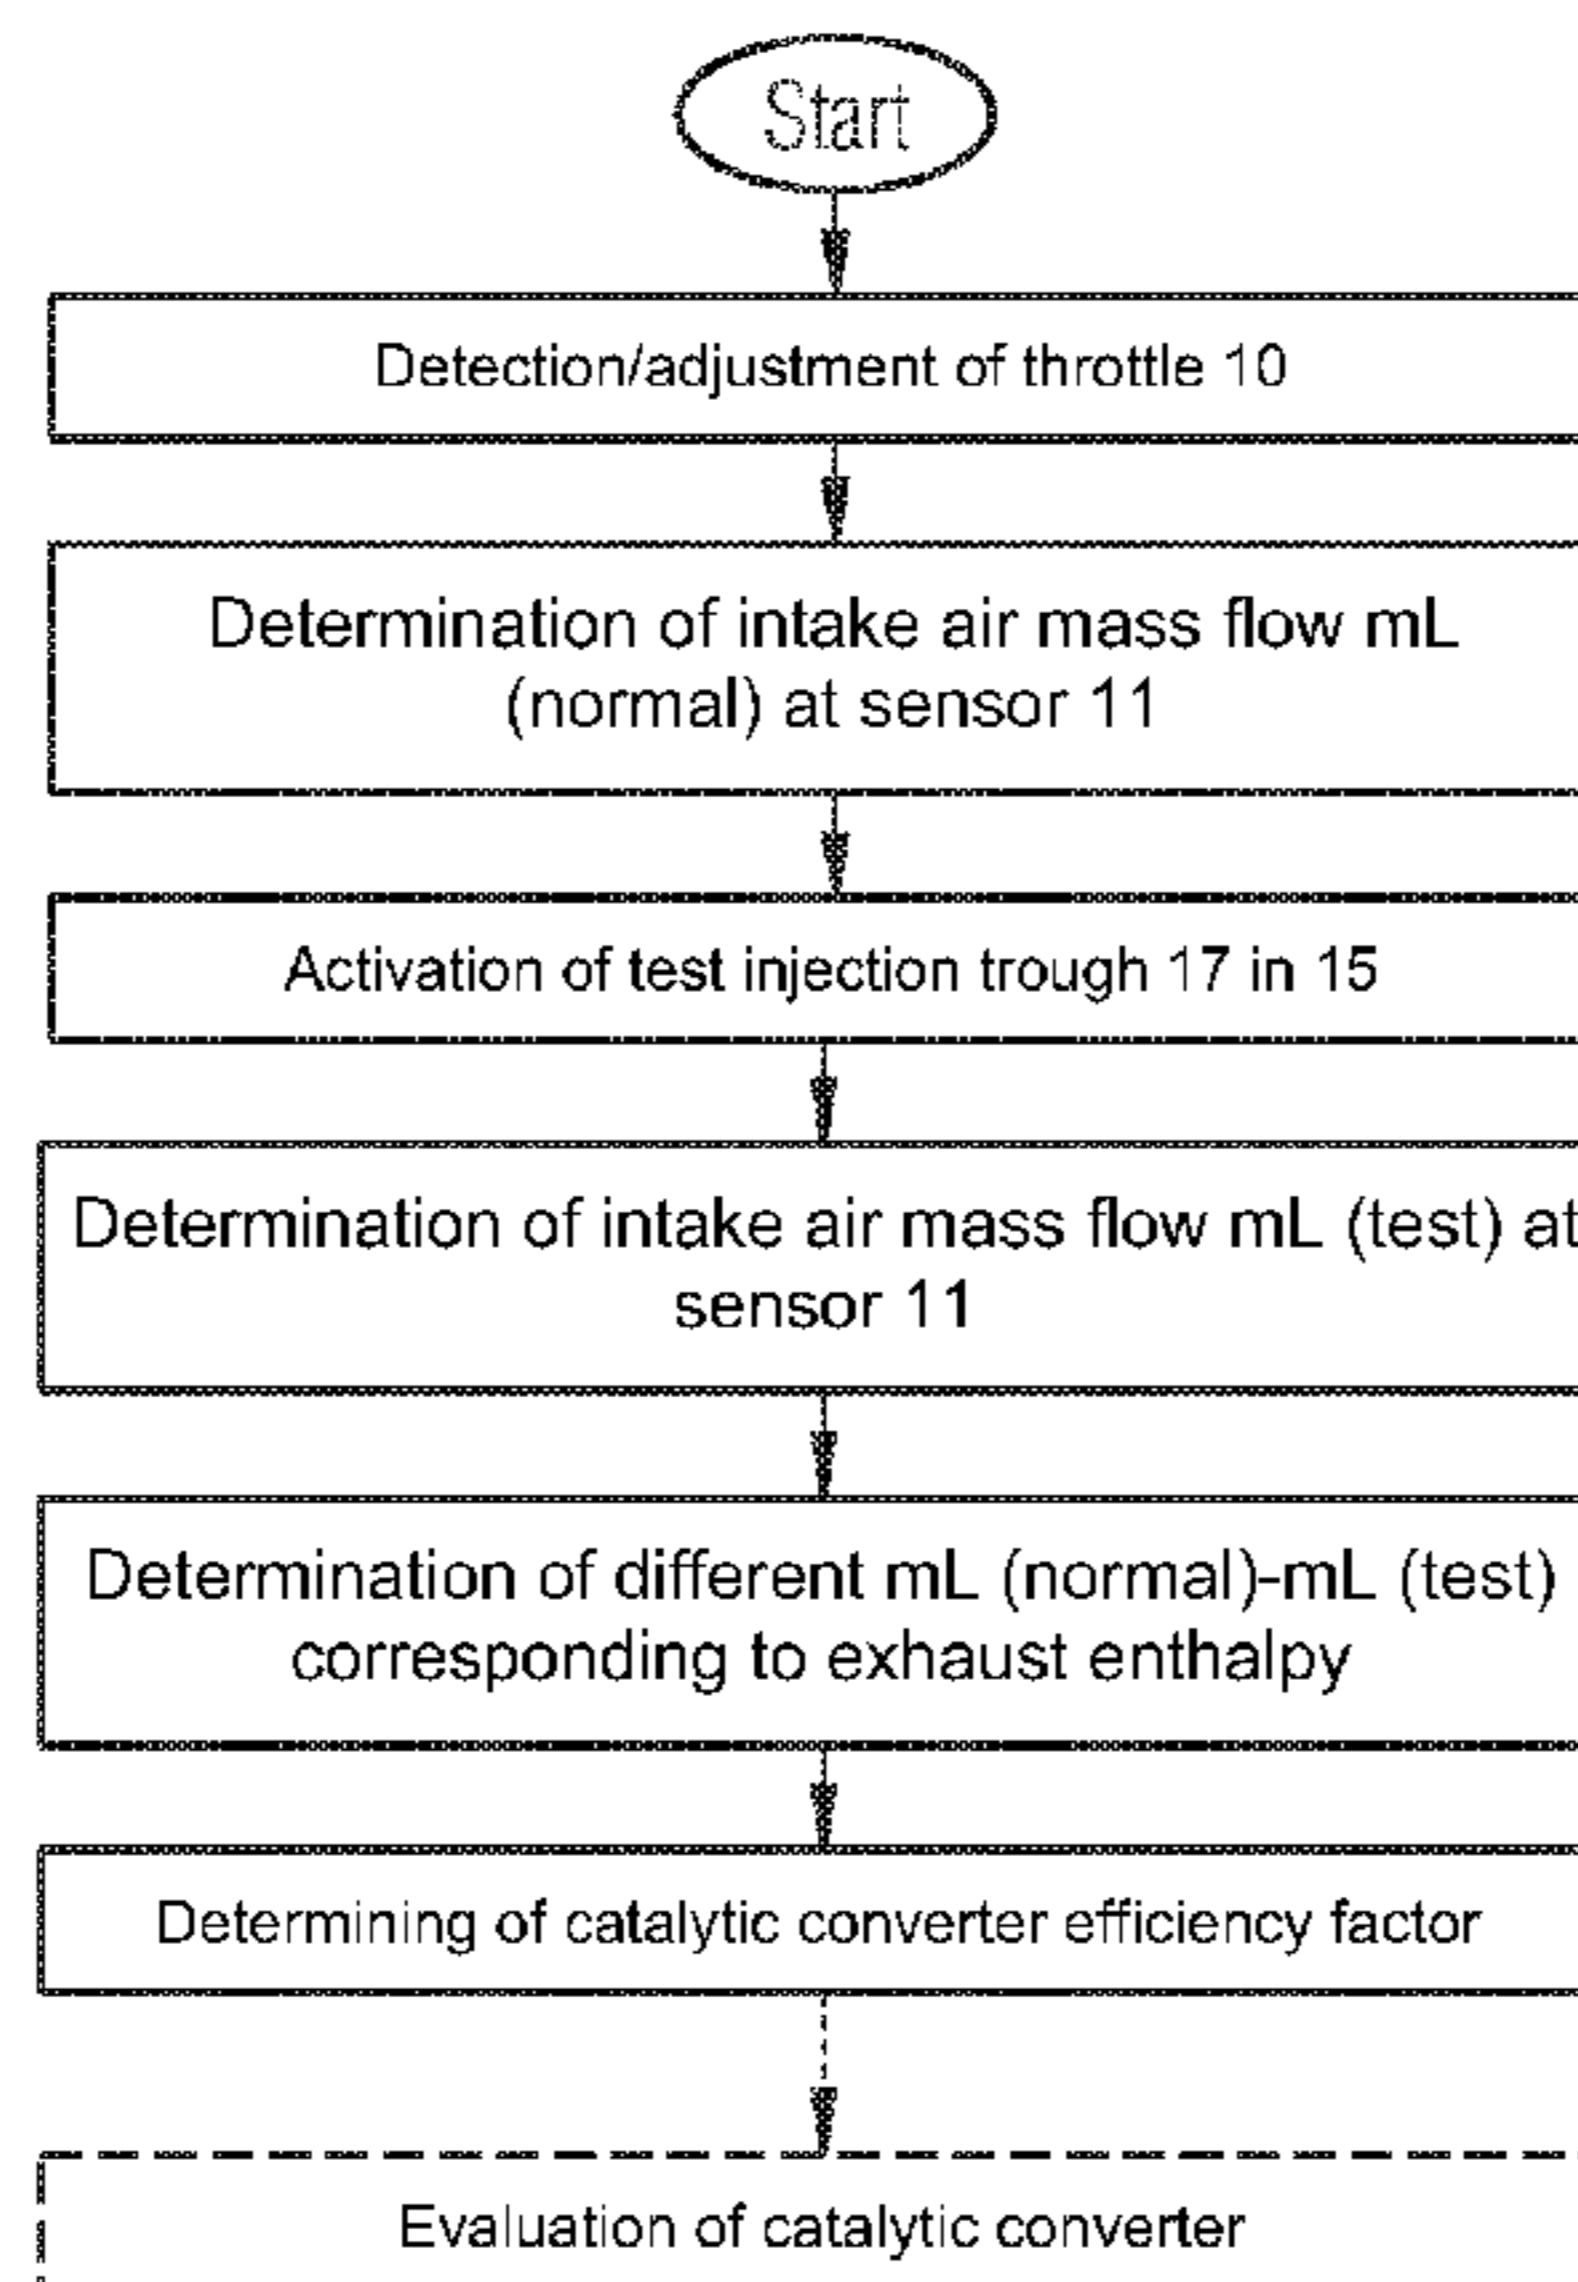 Start
Detection/adjustment of throttle 10
Determination of intake air mass flow mL
(normal) at sensor 11
Activation of test injection trough 17 in 15
Determination of intake air mass flow mL (test) at
sensor 11
Determination of different mL (normal)-mL (test)
corresponding to exhaust enthalpy
Determining of catalytic converter efficiency factor
Evaluation of catalytic converter